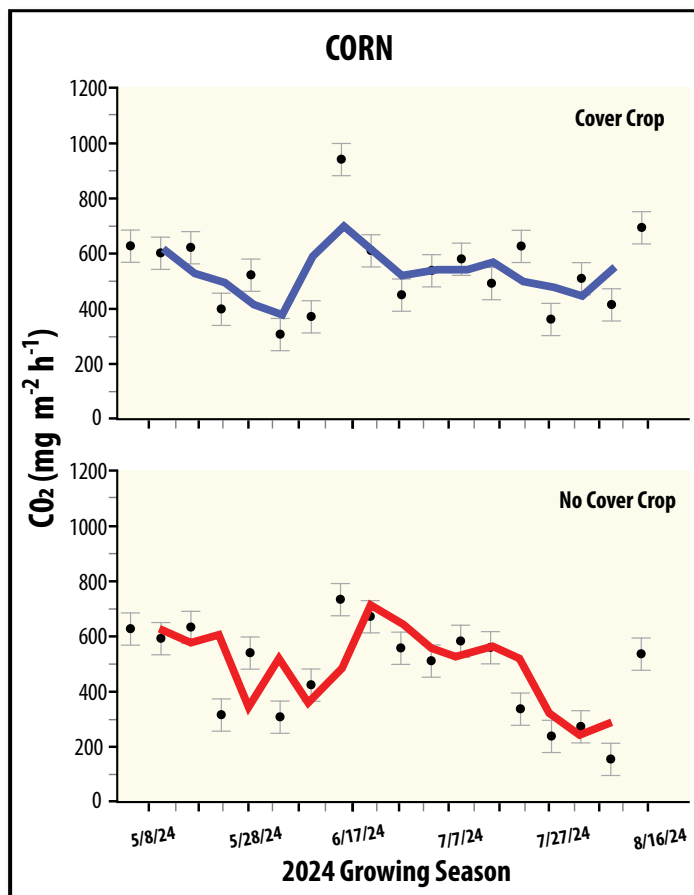 CORN
CO₂ (mg m⁻² h⁻¹)
1200
Cover Crop
1000
800
600
400
200
0
1200
No Cover Crop
1000
800
600
400
200
0
5/8/24 5/28/24 6/17/24 7/7/24 7/27/24 8/16/24
2024 Growing Season